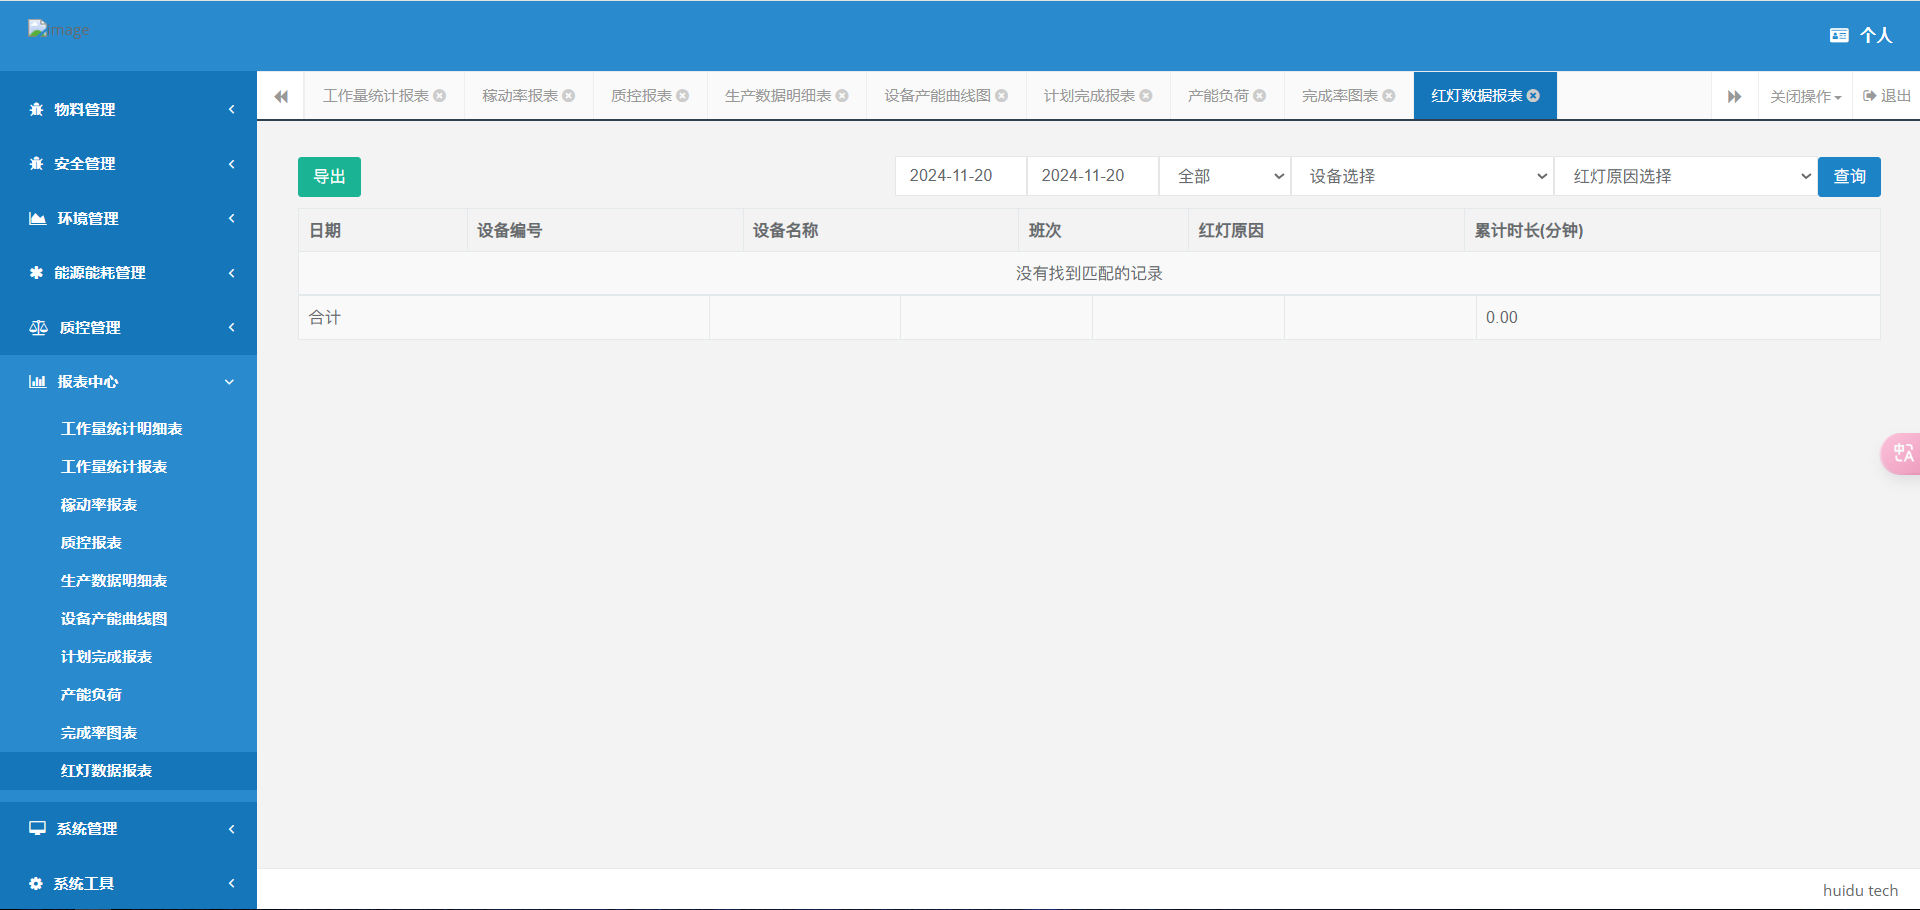 Image
个人
物料管理
安全管理
环境管理
能源能耗管理
质控管理
报表中心
工作量统计明细表
工作量统计报表
稼动率报表
质控报表
生产数据明细表
设备产能曲线图
计划完成报表
产能负荷
完成率图表
红灯数据报表
系统管理
系统工具
工作量统计报表 稼动率报表 质控报表 生产数据明细表 设备产能曲线图 计划完成报表 产能负荷 完成率图表 红灯数据报表 关闭操作 退出
导出 2024-11-20 2024-11-20 全部 设备选择 红灯原因选择 查询
日期 设备编号 设备名称 班次 红灯原因 累计时长(分钟)
没有找到匹配的记录
合计 0.00
中 A
huidu tech